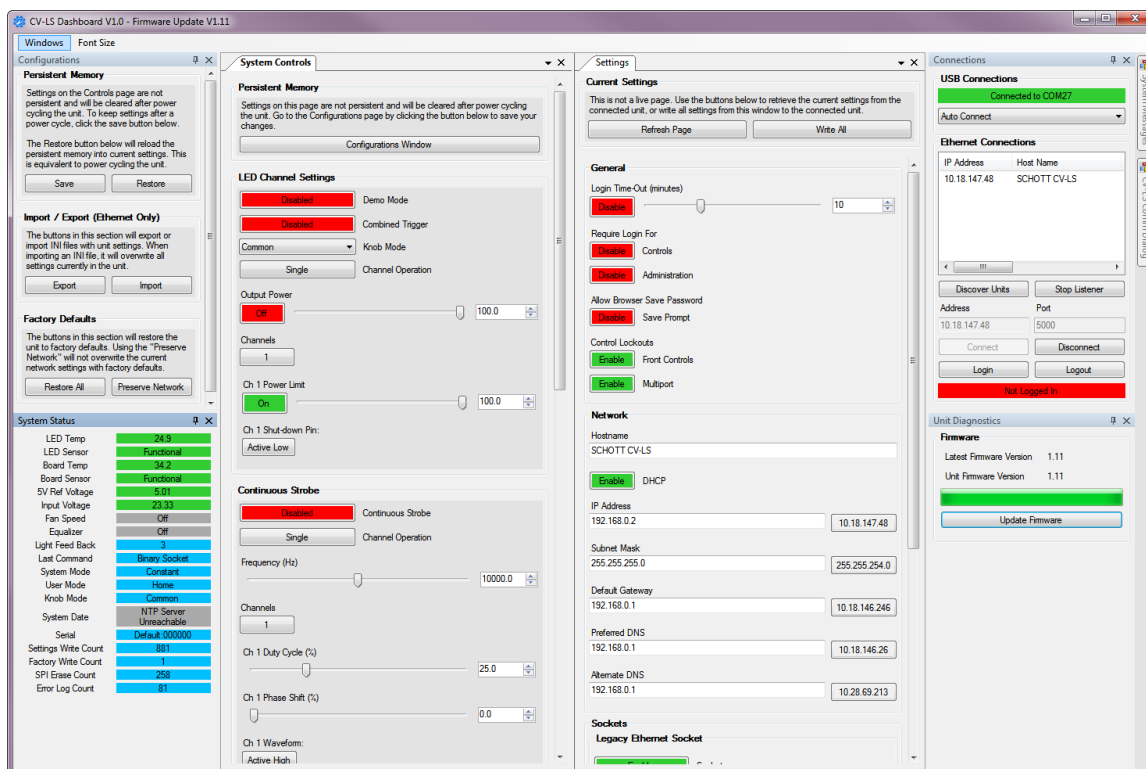 CV-LS Dashboard V1.0 - Firmware Update V1.11
Windows Font Size
Configurations
Persistent Memory
Settings on the Controls page are not
persistent and will be cleared after power
cycling the unit. To keep settings after a
power cycle, click the save button below.
The Restore button below will reload the
persistent memory into current settings. This
is equivalent to power cycling the unit.
Save Restore
Import / Export (Ethernet Only)
The buttons in this section will export or
import INI files with unit settings. When
importing an INI file, it will overwrite all
settings currently in the unit.
Export Import
Factory Defaults
The buttons in this section will restore the
unit to factory defaults. Using the "Preserve
Network" will not overwrite the current
network settings with factory defaults.
Restore All Preserve Network
System Status
LED Temp 24.9
LED Sensor Functional
Board Temp 34.2
Board Sensor Functional
5V Ref Voltage 5.01
Input Voltage 23.33
Fan Speed Off
Equalizer Off
Light Feed Back 3
Last Command Binary Socket
System Mode Constant
User Mode Home
Knob Mode Common
System Date NTP Server
Unreachable
Serial Default:000000
Settings Write Count 881
Factory Write Count 1
SPI Erase Count 258
Error Log Count 81
System Controls
Persistent Memory
Settings on this page are not persistent and will be cleared after power cycling
the unit. Go to the Configurations page by clicking the button below to save your
changes.
Configurations Window
LED Channel Settings
Disabled Demo Mode
Disabled Combined Trigger
Common Knob Mode
Single Channel Operation
Output Power
Off 100.0
Channels
1
Ch 1 Power Limit
On 100.0
Ch 1 Shut-down Pin:
Active Low
Continuous Strobe
Disabled Continuous Strobe
Single Channel Operation
Frequency (Hz)
10000.0
Channels
1
Ch 1 Duty Cycle (%)
25.0
Ch 1 Phase Shift (%)
0.0
Ch 1 Waveform:
Active High
Settings
Current Settings
This is not a live page. Use the buttons below to retrieve the current settings from the
connected unit, or write all settings from this window to the connected unit.
Refresh Page Write All
General
Login Time-Out (minutes)
Disable 10
Require Login For
Disable Controls
Disable Administration
Allow Browser Save Password
Disable Save Prompt
Control Lockouts
Enable Front Controls
Enable Multiport
Network
Hostname
SCHOTT CV-LS
Enable DHCP
IP Address
192.168.0.2 10.18.147.48
Subnet Mask
255.255.255.0 255.255.254.0
Default Gateway
192.168.0.1 10.18.146.246
Preferred DNS
192.168.0.1 10.18.146.26
Alternate DNS
192.168.0.1 10.28.69.213
Sockets
Legacy Ethernet Socket
Connections
USB Connections
Connected to COM27
Auto Connect
Ethernet Connections
IP Address Host Name
10.18.147.48 SCHOTT CV-LS
Discover Units Stop Listener
Address Port
10.18.147.48 5000
Connect Disconnect
Login Logout
Not Logged In
Unit Diagnostics
Firmware
Latest Firmware Version 1.11
Unit Firmware Version 1.11
Update Firmware